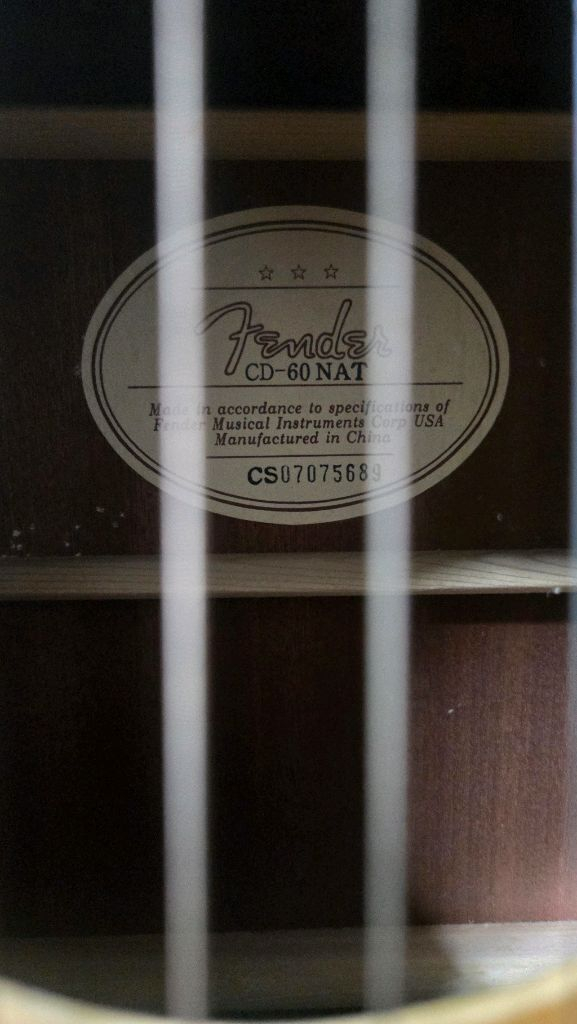 Fender
CD-60 NAT
Made in accordance to specifications of
Fender Musical Instruments Corp USA
Manufactured in China
CS07075689